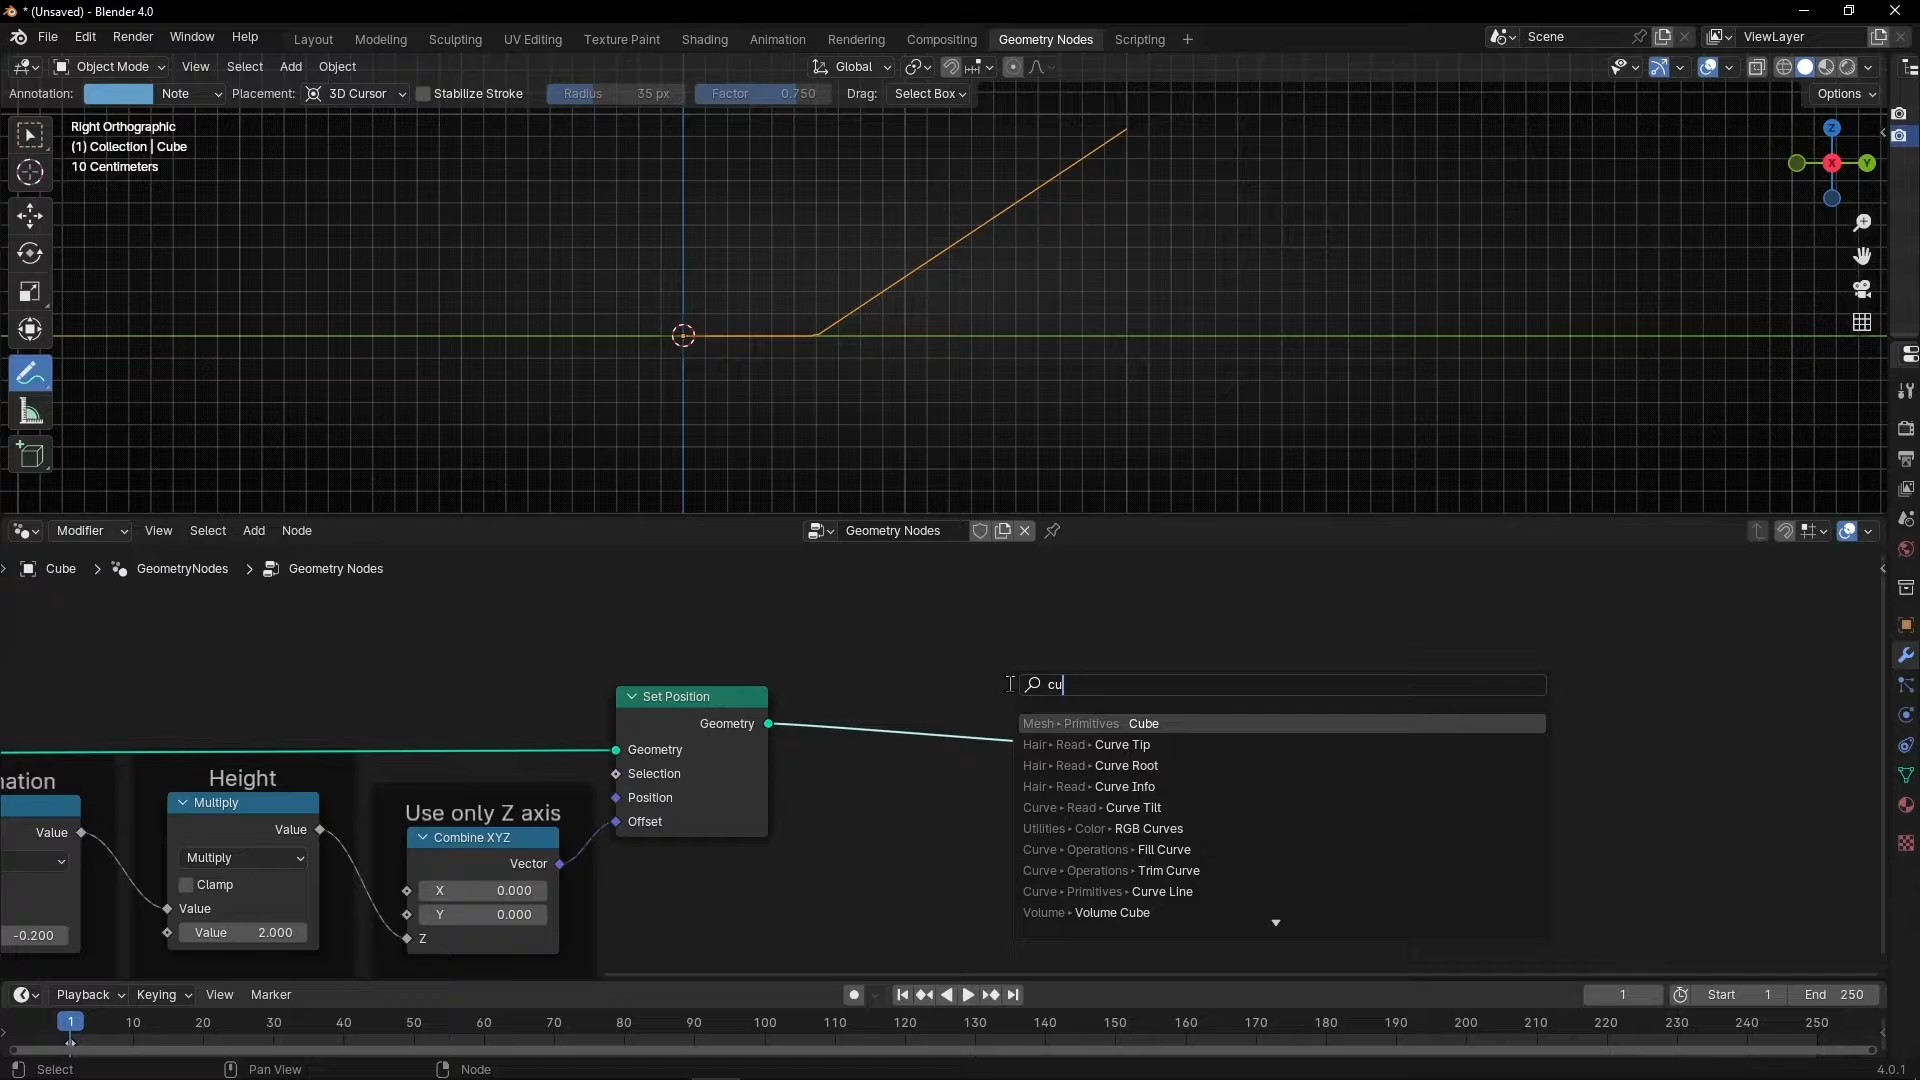 * (Unsaved) - Blender 4.0
File Edit Render Window Help Layout Modeling Sculpting UV Editing Texture Paint Shading Animation Rendering Compositing Geometry Nodes Scripting + Scene ViewLayer
Object Mode View Select Add Object Global
Annotation: Note Placement: 3D Cursor Stabilize Stroke Radius 35 px Factor 0.750 Drag: Select Box Options
Right Orthographic
(1) Collection | Cube
10 Centimeters
Z
X
Y
Modifier View Select Add Node Geometry Nodes
Cube > GeometryNodes > Geometry Nodes
cu
Mesh ▸ Primitives Cube
Hair ▸ Read ▸ Curve Tip
Hair ▸ Read ▸ Curve Root
Hair ▸ Read ▸ Curve Info
Curve ▸ Read ▸ Curve Tilt
Utilities ▸ Color ▸ RGB Curves
Curve ▸ Operations ▸ Fill Curve
Curve ▸ Operations ▸ Trim Curve
Curve ▸ Primitives ▸ Curve Line
Volume ▸ Volume Cube
Set Position
Geometry
Geometry
Selection
Position
Offset
nation
Value
-0.200
Height
Multiply
Value
Multiply
Clamp
Value
Value 2.000
Use only Z axis
Combine XYZ
Vector
X 0.000
Y 0.000
Z
Playback Keying View Marker 1 Start 1 End 250
1 10 20 30 40 50 60 70 80 90 100 110 120 130 140 150 160 170 180 190 200 210 220 230 240 250
Select Pan View Node 4.0.1